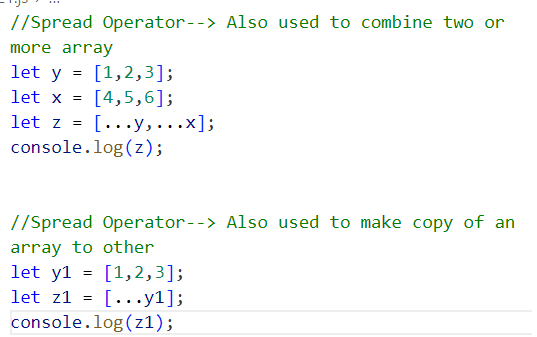 //Spread Operator--> Also used to combine two or
more array
let y = [1,2,3];
let x = [4,5,6];
let z = [...y,...x];
console.log(z);
//Spread Operator--> Also used to make copy of an
array to other
let y1 = [1,2,3];
let z1 = [...y1];
console.log(z1);